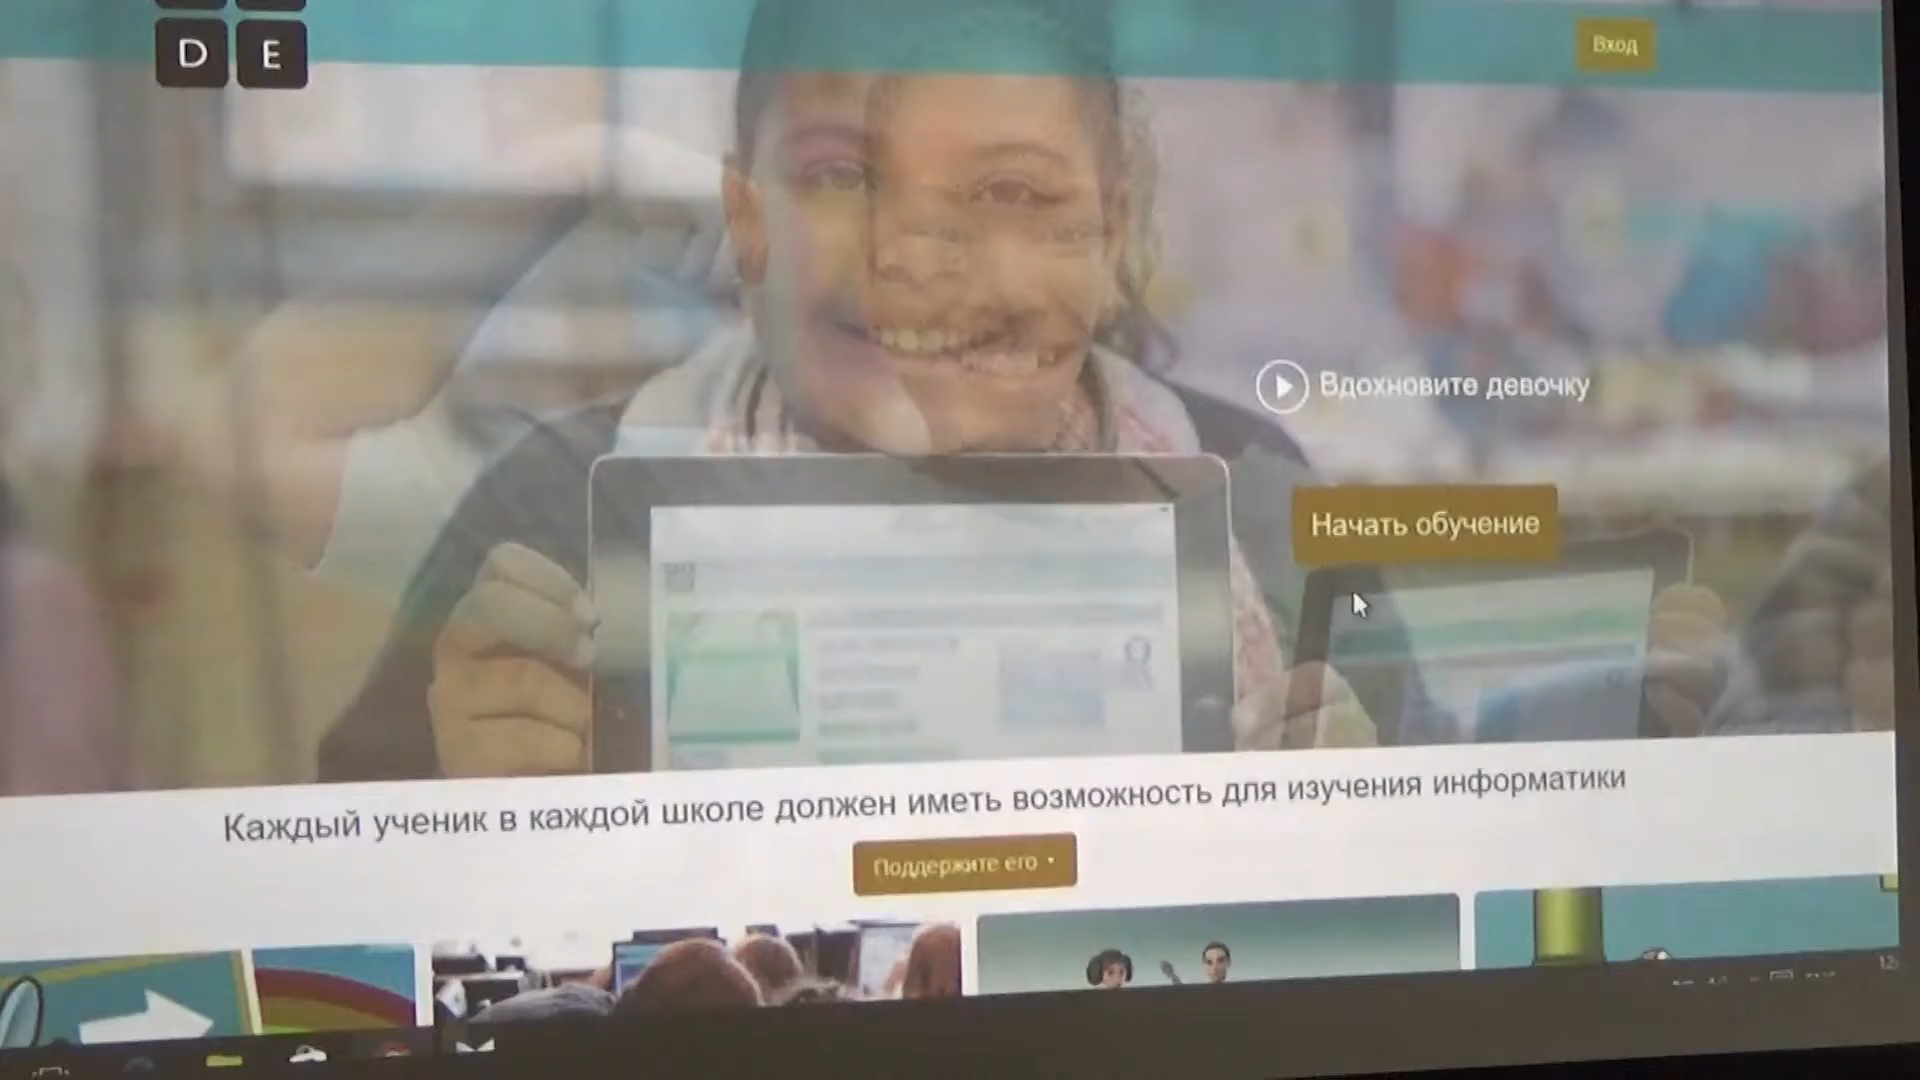 D E
Вход
Вдохновите девочку
Начать обучение
Каждый ученик в каждой школе должен иметь возможность для изучения информатики
Поддержите его